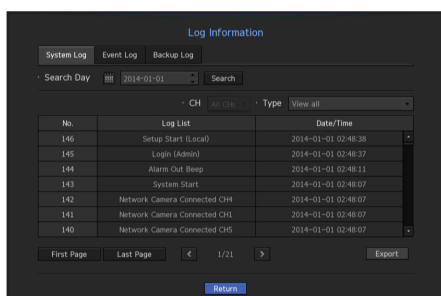 Log Information
System Log Event Log Backup Log
· Search Day 2014-01-01 Search
· CH All CHs · Type View all
No. Log List Date/Time
146 Setup Start (Local) 2014-01-01 02:48:38
145 Login (Admin) 2014-01-01 02:48:37
144 Alarm Out Beep 2014-01-01 02:48:11
143 System Start 2014-01-01 02:48:07
142 Network Camera Connected CH4 2014-01-01 02:48:07
141 Network Camera Connected CH1 2014-01-01 02:48:07
140 Network Camera Connected CH5 2014-01-01 02:48:07
First Page Last Page < 1/21 > Export
Return